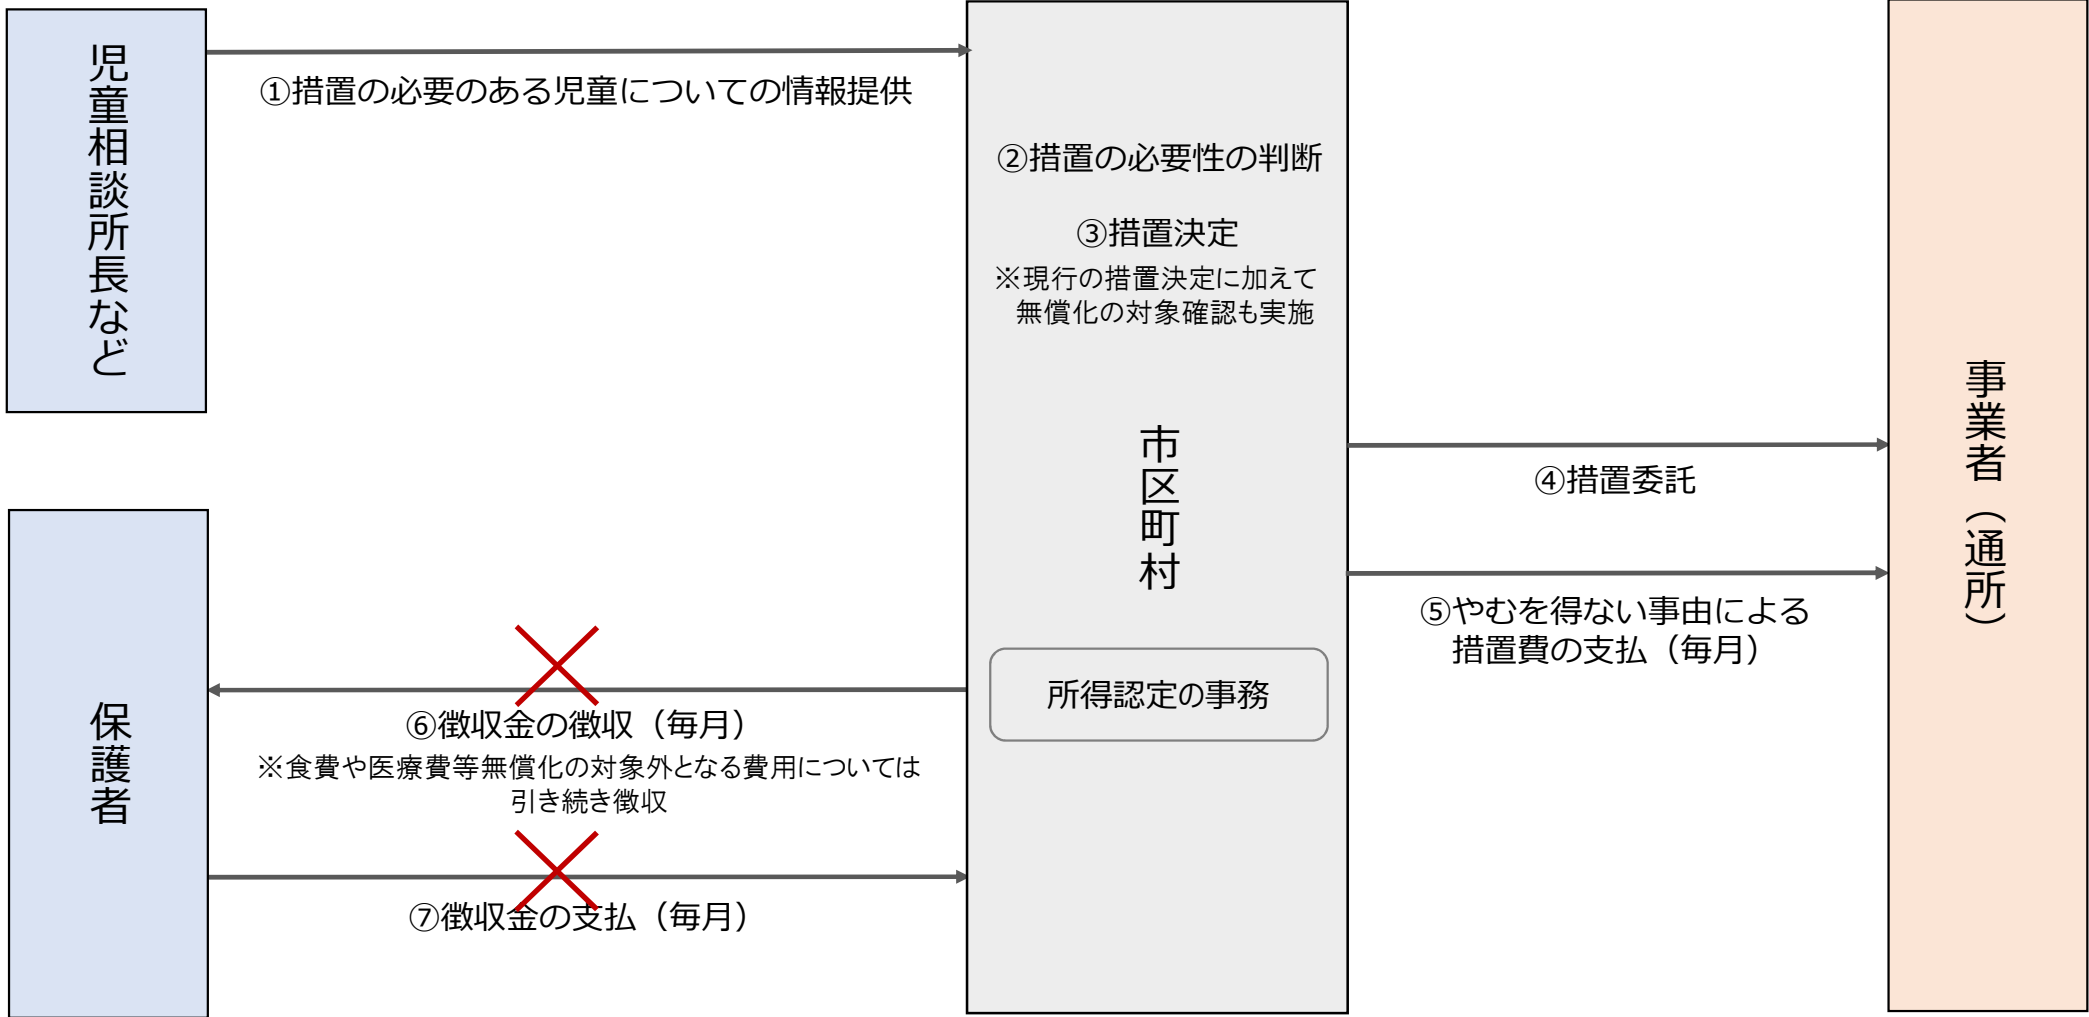 児童相談所長など
①措置の必要のある児童についての情報提供
②措置の必要性の判断
③措置決定
※現行の措置決定に加えて
無償化の対象確認も実施
市区町村
④措置委託
⑤やむを得ない事由による
措置費の支払（毎月）
事業者（通所）
所得認定の事務
保護者
⑥徴収金の徴収（毎月）
※食費や医療費等無償化の対象外となる費用については
引き続き徴収
⑦徴収金の支払（毎月）